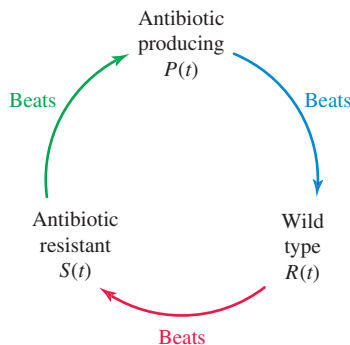 Antibiotic
producing
P(t)
Beats
Beats
Antibiotic
resistant
S(t)
Wild
type
R(t)
Beats